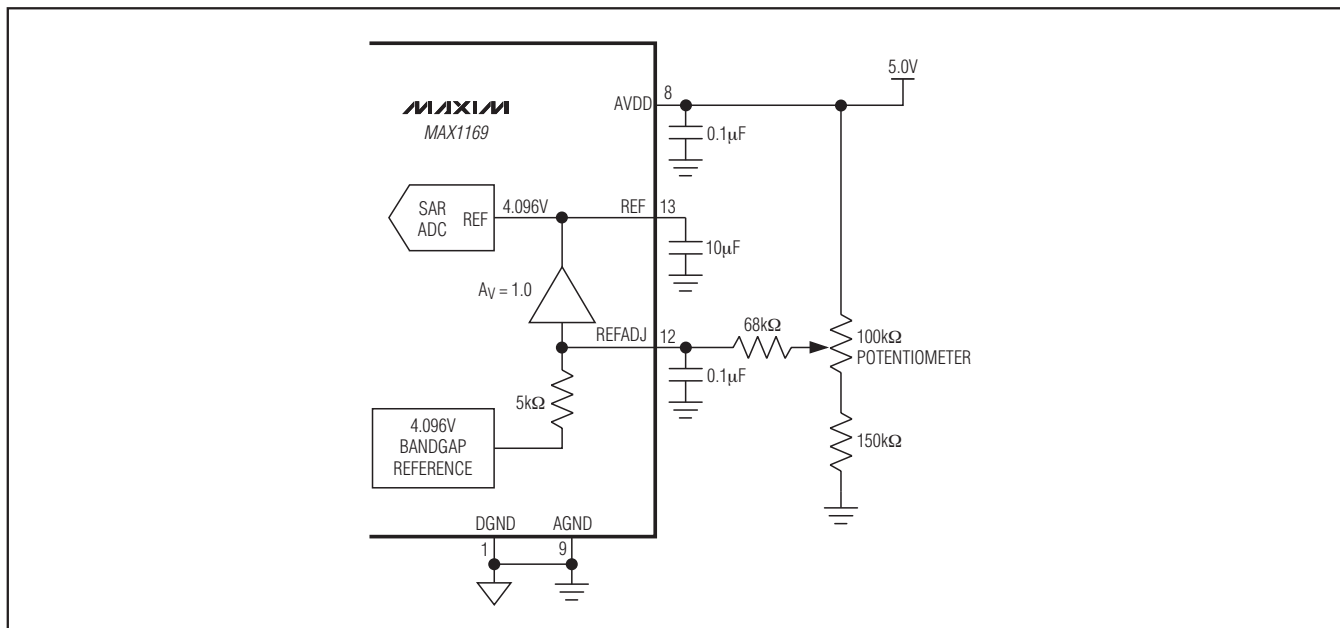 5.0V
8
AVDD
MAXIM
MAX1169
0.1μF
SAR
ADC
REF
4.096V
REF
13
10μF
AV = 1.0
REFADJ
12
68kΩ
100kΩ
POTENTIOMETER
0.1μF
5kΩ
4.096V
BANDGAP
REFERENCE
150kΩ
DGND
AGND
1
9